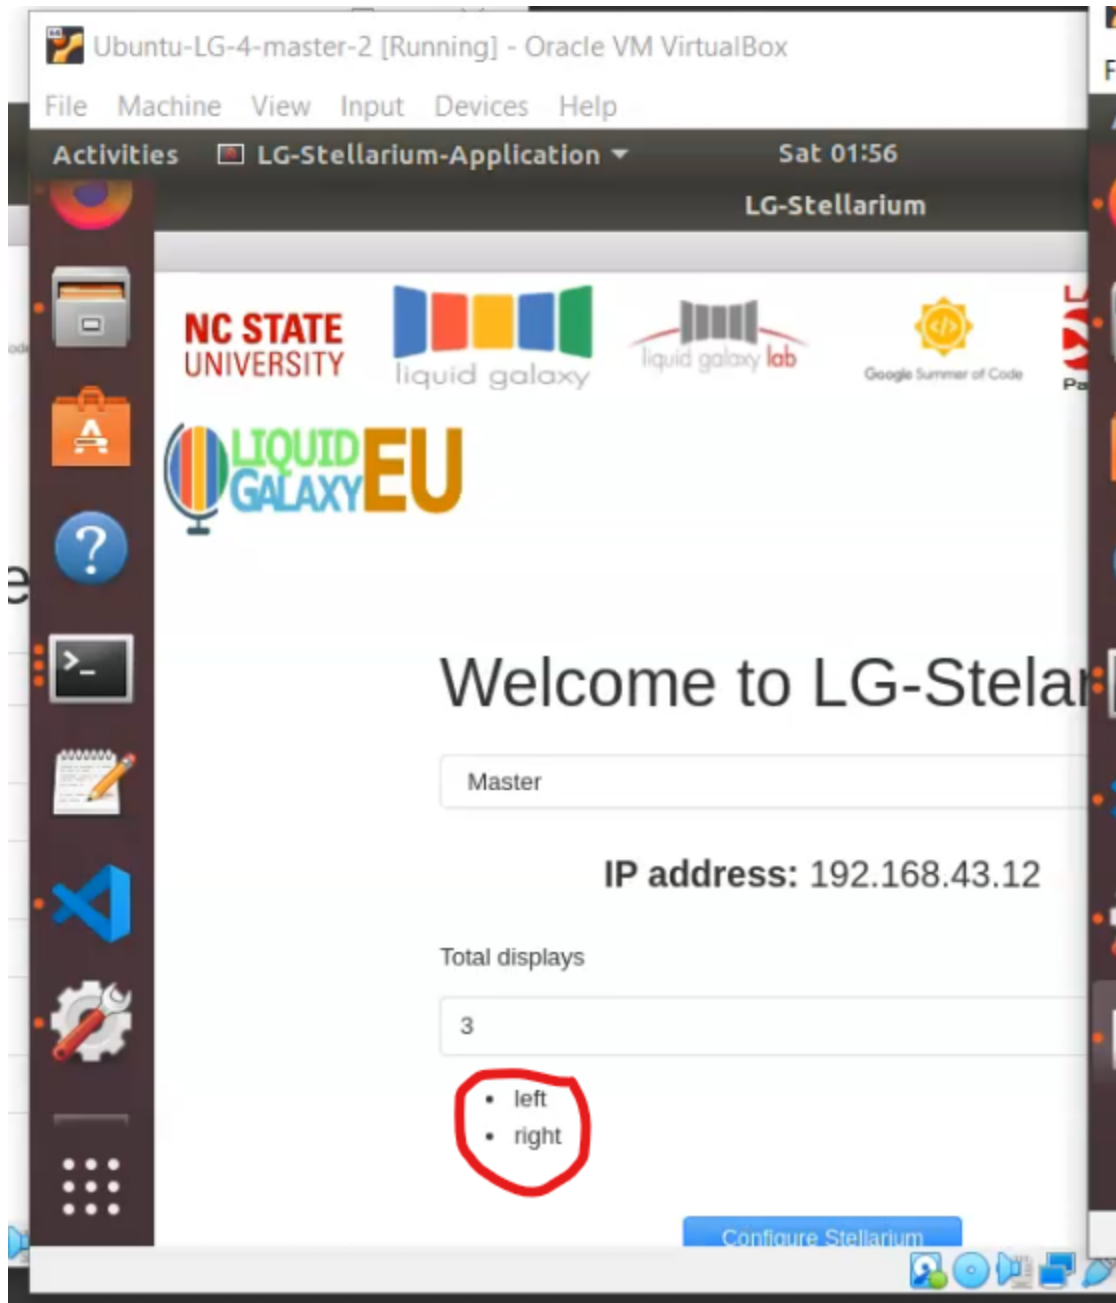 Ubuntu-LG-4-master-2 [Running] - Oracle VM VirtualBox
File Machine View Input Devices Help
Activities LG-Stellarium-Application Sat 01:56
LG-Stellarium
NC STATE
UNIVERSITY
liquid galaxy
liquid galaxy lab
Google Summer of Code
LIQUID
GALAXY
EU
Welcome to LG-Stela
Master
IP address: 192.168.43.12
Total displays
3
left
right
Configure Stellarium